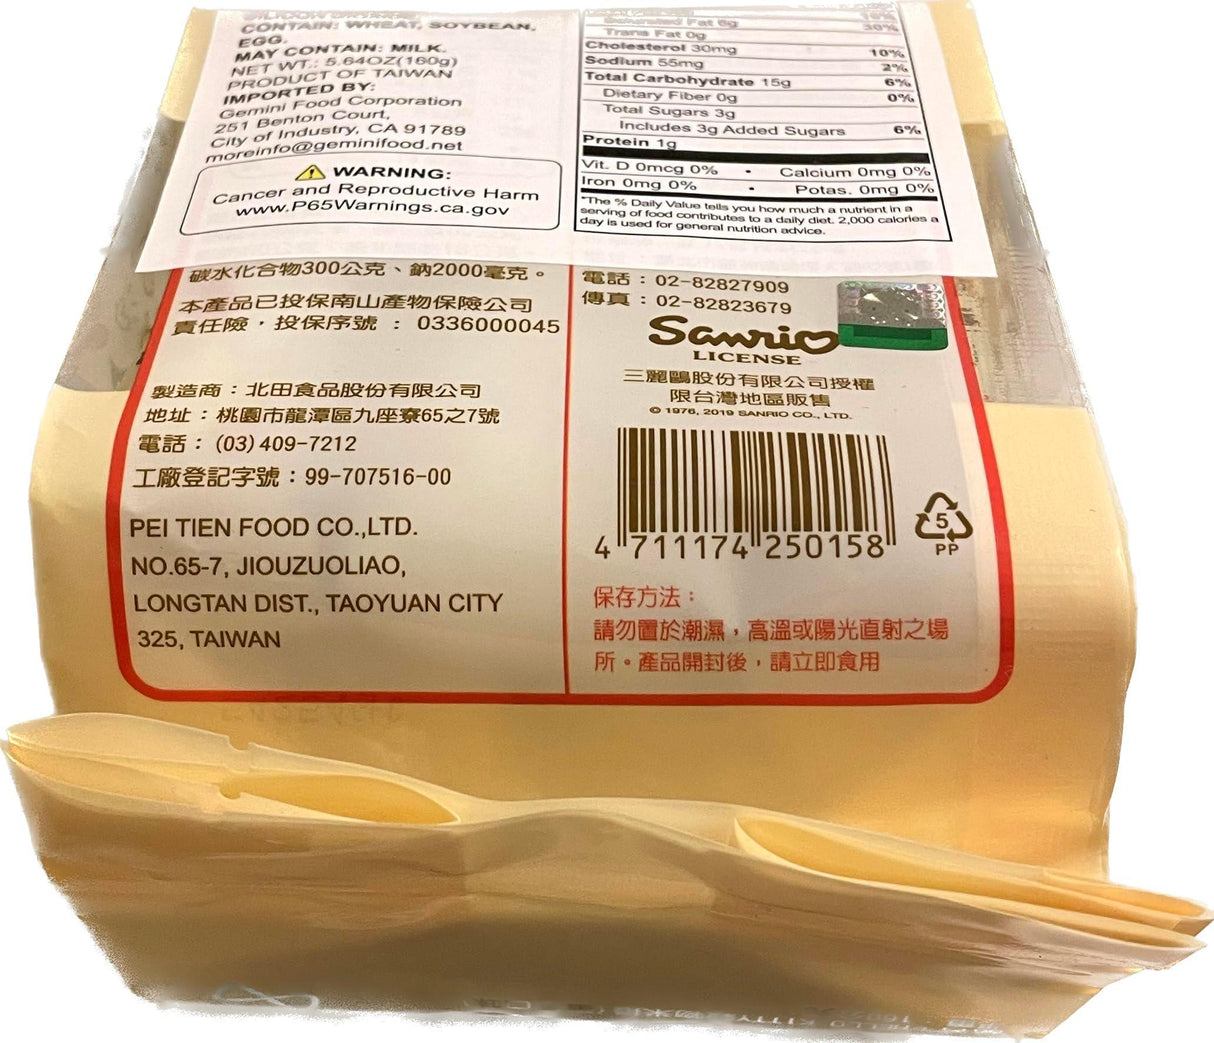 CONTAIN: WHEAT, SOYBEAN,
EGG.
MAY CONTAIN: MILK.
NET WT.: 5.64OZ(160g)
PRODUCT OF TAIWAN
IMPORTED BY:
Gemini Food Corporation
251 Benton Court,
City of Industry, CA 91789
moreinfo@geminifood.net
WARNING:
Cancer and Reproductive Harm
www.P65Warnings.ca.gov
Saturated Fat 6g 30%
Trans Fat 0g
Cholesterol 30mg 10%
Sodium 55mg 2%
Total Carbohydrate 15g 6%
Dietary Fiber 0g 0%
Total Sugars 3g
Includes 3g Added Sugars 6%
Protein 1g
Vit. D 0mcg 0% • Calcium 0mg 0%
Iron 0mg 0% • Potas. 0mg 0%
*The % Daily Value tells you how much a nutrient in a
serving of food contributes to a daily diet. 2,000 calories a
day is used for general nutrition advice.
碳水化合物300公克、鈉2000毫克。
本產品已投保南山產物保險公司
責任險，投保序號 : 0336000045
製造商：北田食品股份有限公司
地址：桃園市龍潭區九座寮65之7號
電話：(03)409-7212
工廠登記字號：99-707516-00
PEI TIEN FOOD CO.,LTD.
NO.65-7, JIOUZUOLIAO,
LONGTAN DIST., TAOYUAN CITY
325, TAIWAN
電話：02-82827909
傳真：02-82823679
Sanrio
LICENSE
三麗鷗股份有限公司授權
限台灣地區販售
© 1976, 2019 SANRIO CO., LTD.
4 711174 250158
5
PP
保存方法：
請勿置於潮濕，高溫或陽光直射之場
所。產品開封後，請立即食用